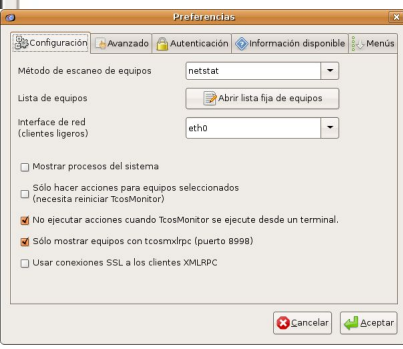 Preferencias
Configuración Avanzado Autenticación Información disponible Menús
Método de escaneo de equipos netstat
Lista de equipos Abrir lista fija de equipos
Interface de red
(clientes ligeros) eth0
Mostrar procesos del sistema
Sólo hacer acciones para equipos seleccionados
(necesita reiniciar TcosMonitor)
No ejecutar acciones cuando TcosMonitor se ejecute desde un terminal.
Sólo mostrar equipos con tcosmxlrpc (puerto 8998)
Usar conexiones SSL a los clientes XMLRPC
Cancelar Aceptar